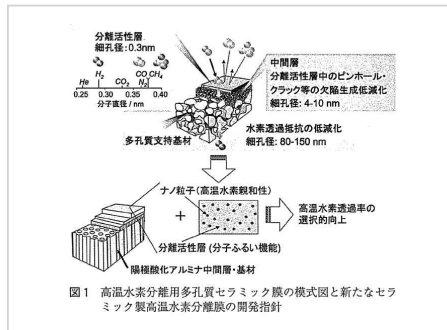 分離活性層
細孔径：0.3nm
H₂
CO CH₄
He
CO₂
N₂
0.25 0.30 0.35 0.40
分子直径 / nm
中間層
分離活性層中のピンホール・
クラック等の欠陥生成低減化
細孔径：4-10 nm
多孔質支持基材
水素透過抵抗の低減化
細孔径：80-150 nm
ナノ粒子（高温水素親和性）
＋
高温水素透過率の
選択的向上
分離活性層 (分子ふるい機能)
陽極酸化アルミナ中間層・基材
図1 高温水素分離用多孔質セラミック膜の模式図と新たなセラ
ミック製高温水素分離膜の開発指針